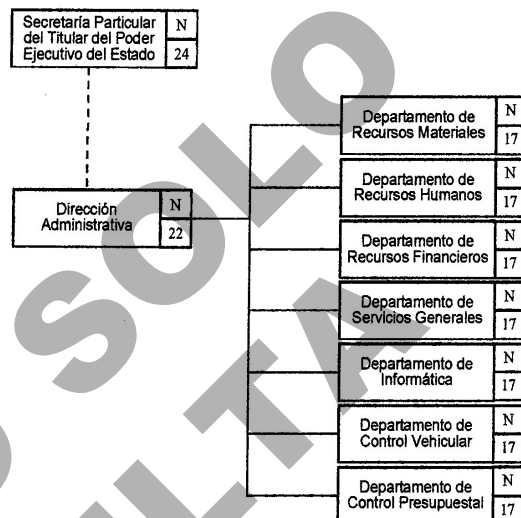 Secretaría Particular
del Titular del Poder
Ejecutivo del Estado
N
24
Dirección
Administrativa
N
22
Departamento de
Recursos Materiales
N
17
Departamento de
Recursos Humanos
N
17
Departamento de
Recursos Financieros
N
17
Departamento de
Servicios Generales
N
17
Departamento de
Informática
N
17
Departamento de
Control Vehicular
N
17
Departamento de
Control Presupuestal
N
17
SOLO